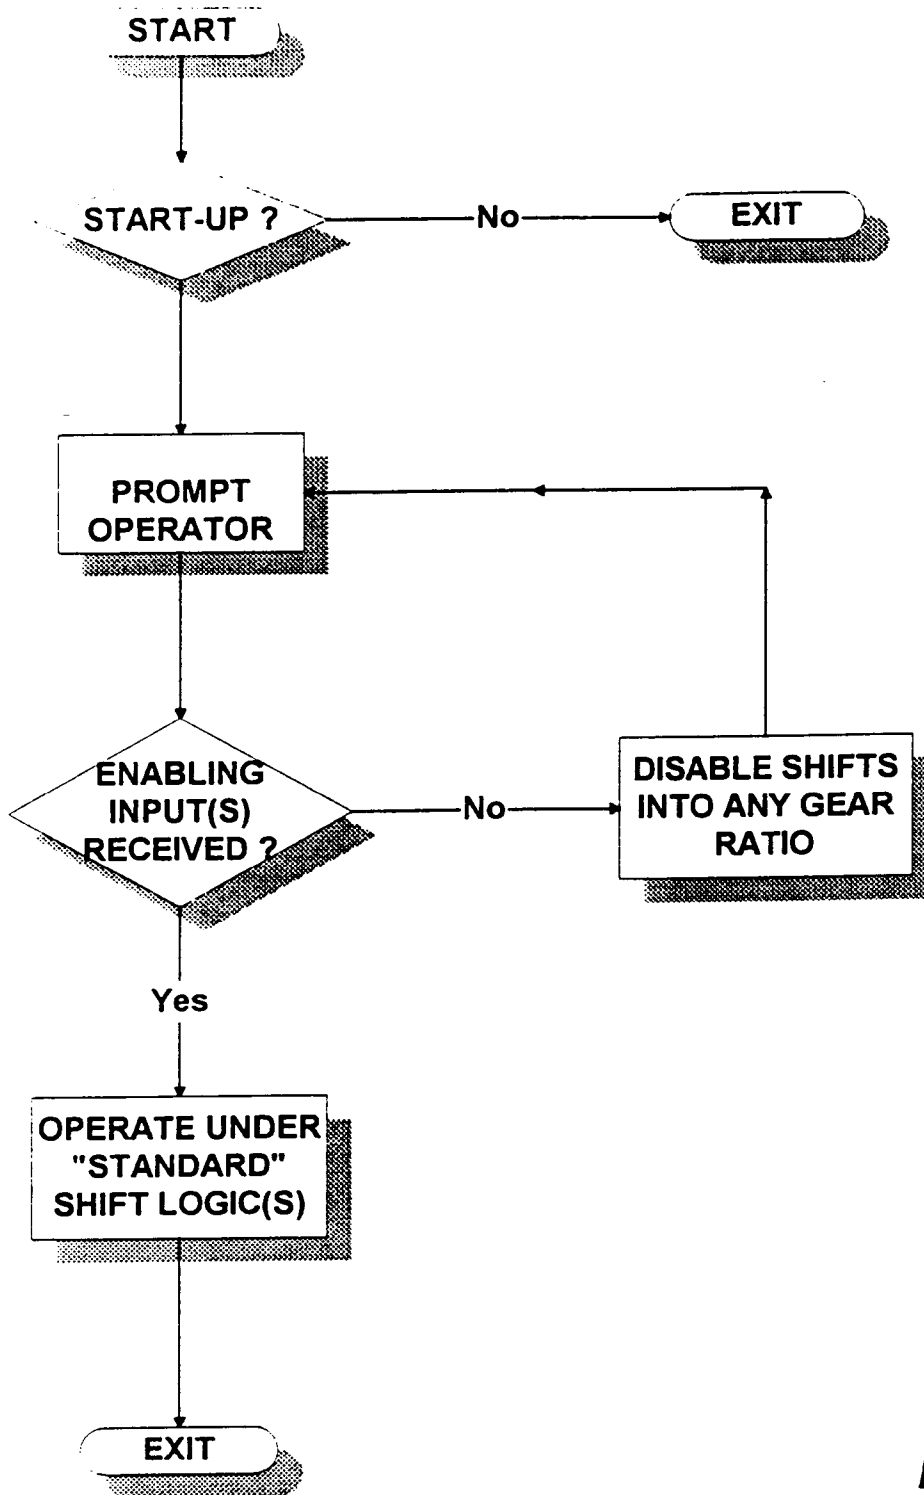 START
START-UP ?
No
EXIT
PROMPT
OPERATOR
ENABLING
INPUT(S)
RECEIVED ?
No
DISABLE SHIFTS
INTO ANY GEAR
RATIO
Yes
OPERATE UNDER
"STANDARD"
SHIFT LOGIC(S)
EXIT